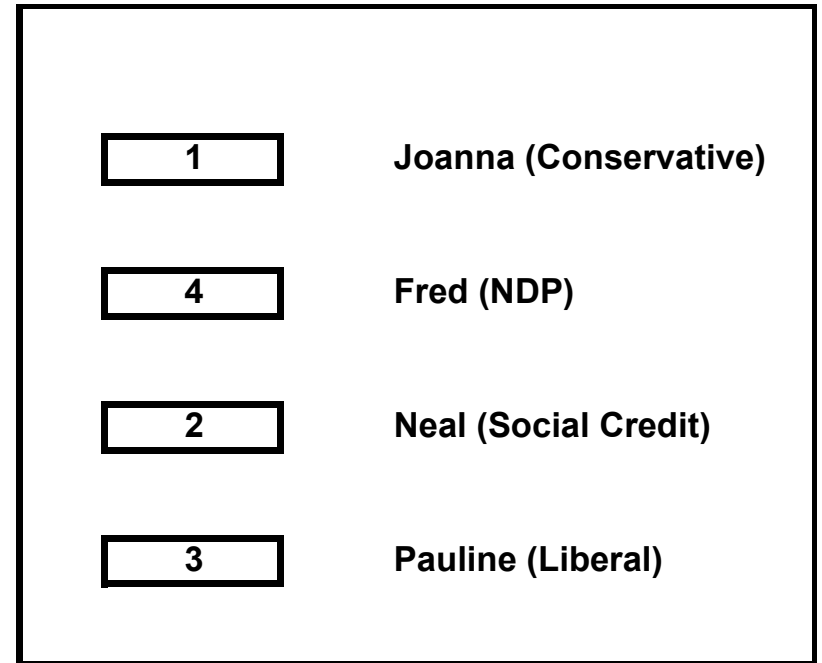 1 Joanna (Conservative)
4 Fred (NDP)
2 Neal (Social Credit)
3 Pauline (Liberal)